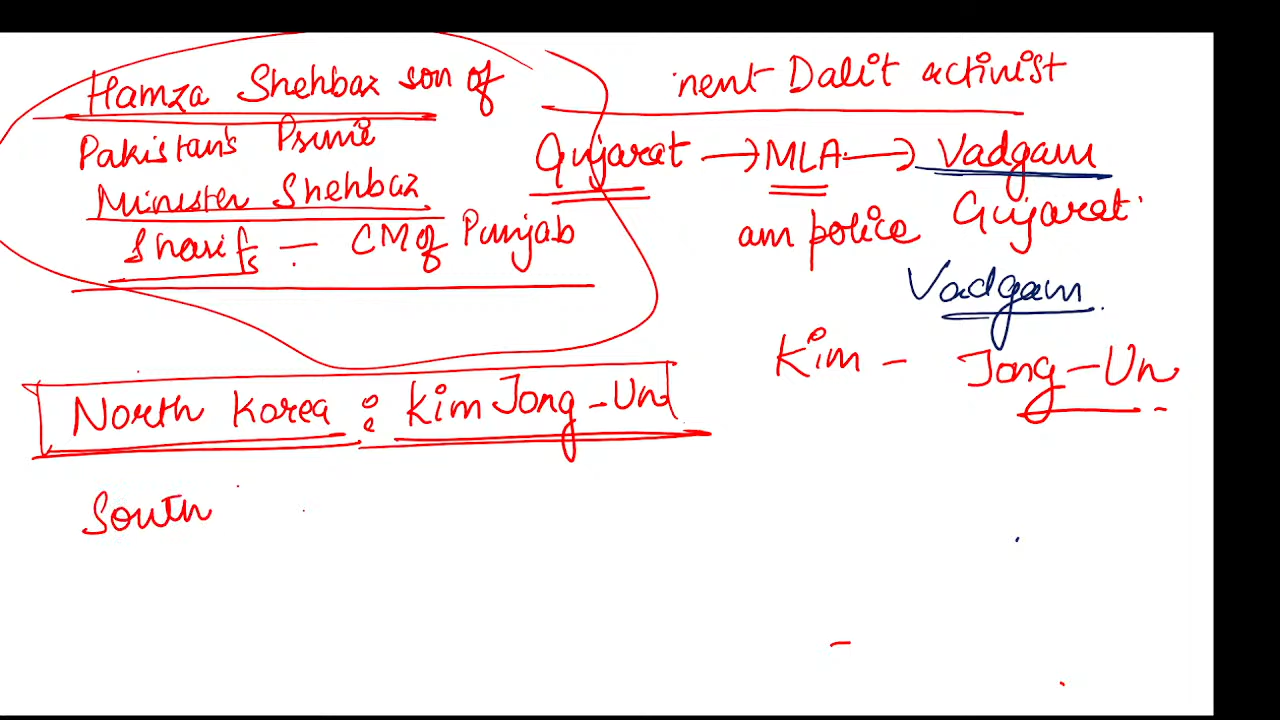 Hamza Shehbaz son of
Pakistan's Prime
Minister Shehbaz
Sharifs - CM of Punjab
nent Dalit activist
Gujarat → MLA → Vadgam
Gujarat
am police
Vadgam
Kim - Jong-Un
North Korea : Kim Jong-Un
South